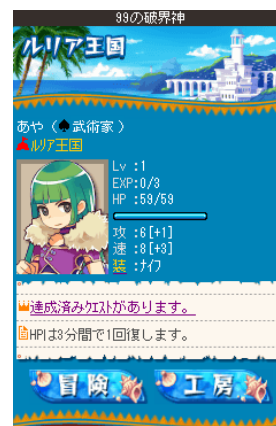 99の破界神
ルリア王国
あや（♠武術家）
ルリア王国
Lv :1
EXP:0/3
HP :59/59
攻 :6[+1]
速 :8[+3]
装 :ナイフ
達成済みクエストがあります。
HPは3分間で1回復します。
冒険
工房